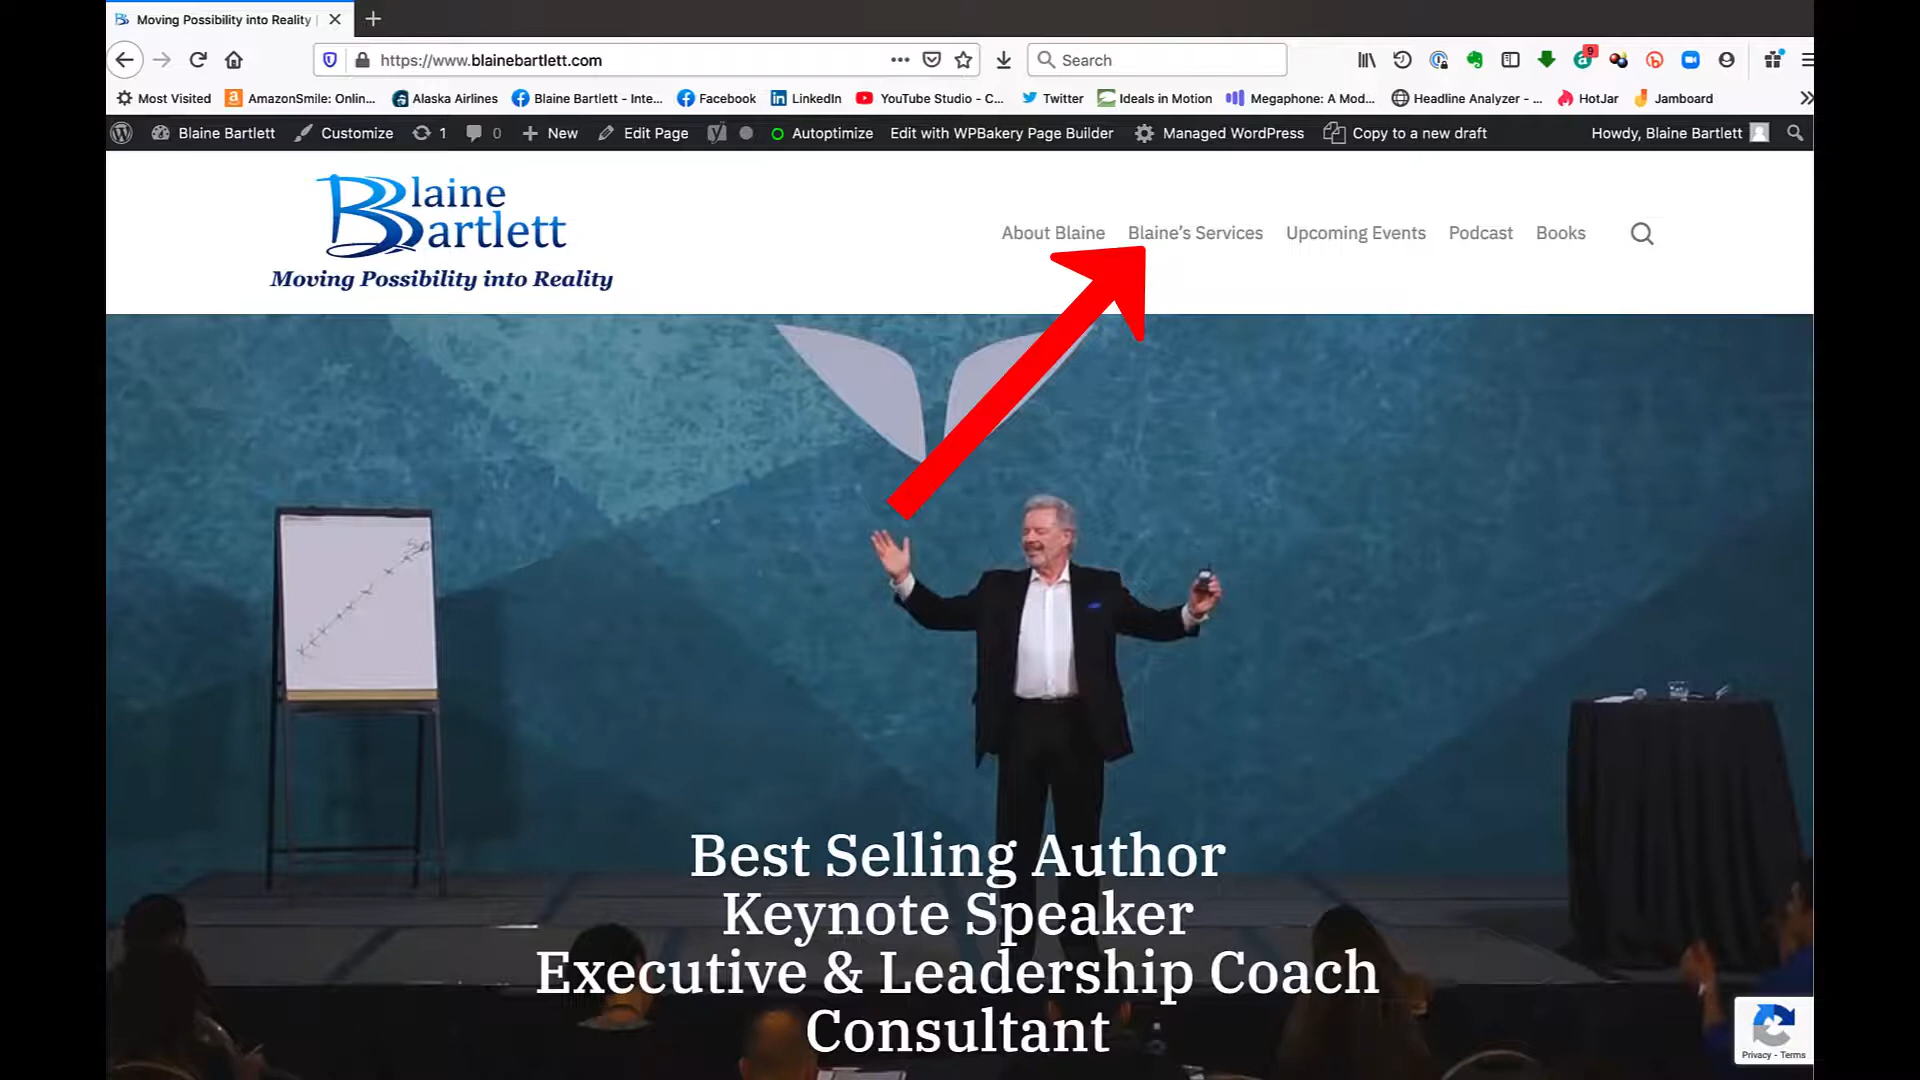 Moving Possibility into Reality |
https://www.blainebartlett.com
Search
9
Most Visited
AmazonSmile: Onlin...
Alaska Airlines
Blaine Bartlett - Inte...
Facebook
LinkedIn
YouTube Studio - C...
Twitter
Ideals in Motion
Megaphone: A Mod...
Headline Analyzer - ...
HotJar
Jamboard
Blaine Bartlett
Customize
1
0
New
Edit Page
Autoptimize
Edit with WPBakery Page Builder
Managed WordPress
Copy to a new draft
Howdy, Blaine Bartlett
Blaine
Bartlett
Moving Possibility into Reality
About Blaine
Blaine's Services
Upcoming Events
Podcast
Books
Best Selling Author
Keynote Speaker
Executive & Leadership Coach
Consultant
Privacy - Terms